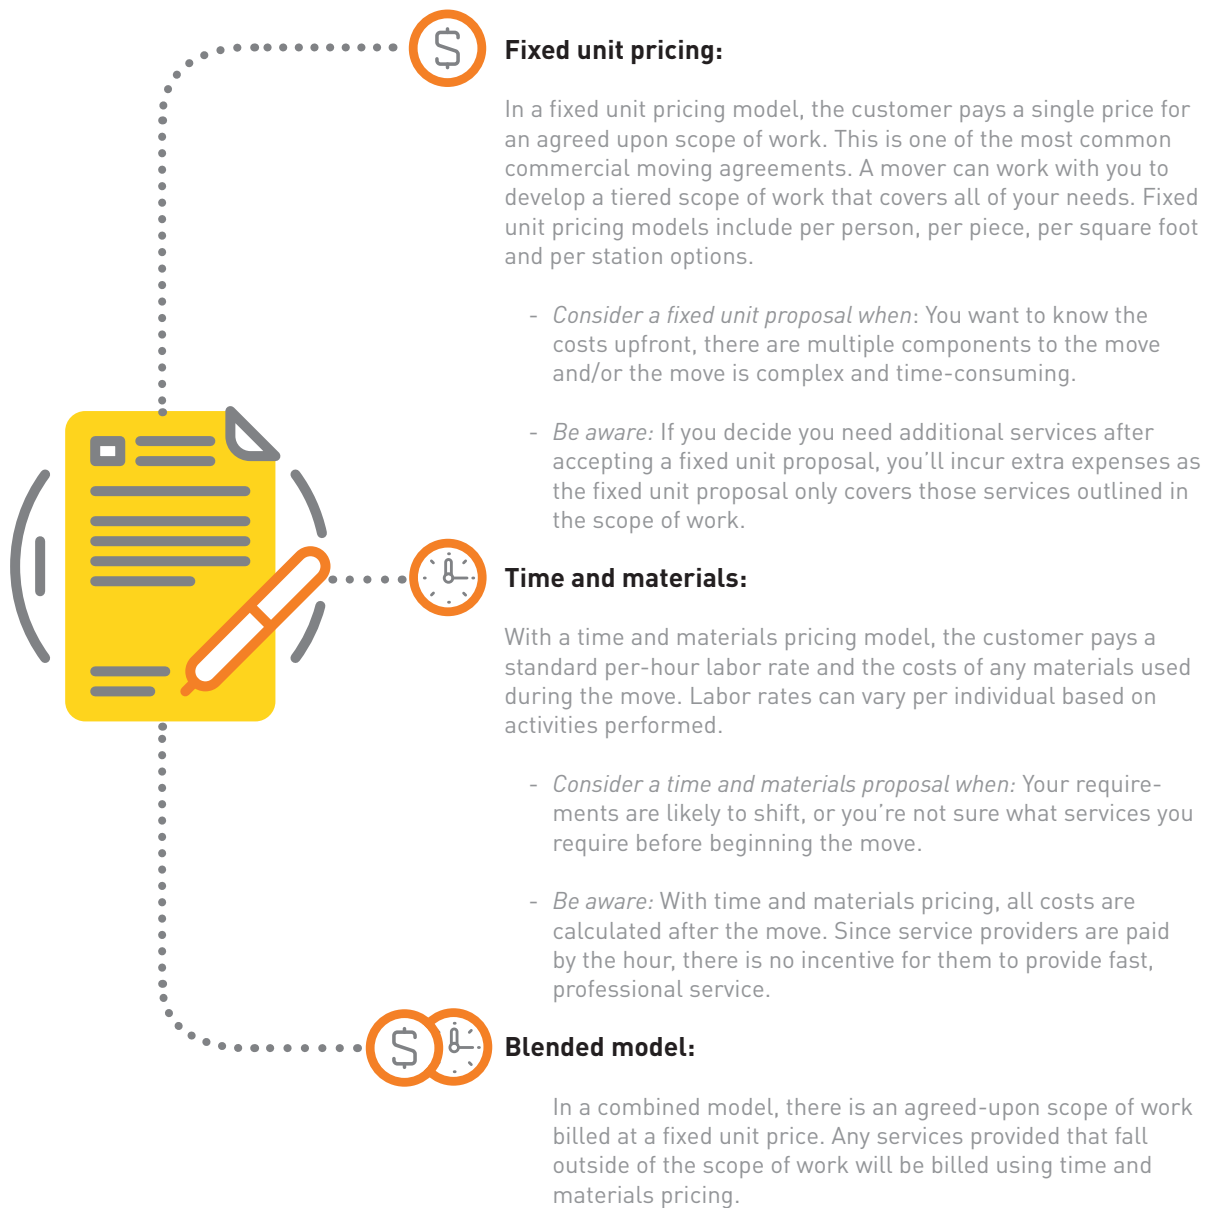 Fixed unit pricing:
In a fixed unit pricing model, the customer pays a single price for
an agreed upon scope of work. This is one of the most common
commercial moving agreements. A mover can work with you to
develop a tiered scope of work that covers all of your needs. Fixed
unit pricing models include per person, per piece, per square foot
and per station options.
- Consider a fixed unit proposal when: You want to know the
costs upfront, there are multiple components to the move
and/or the move is complex and time-consuming.
- Be aware: If you decide you need additional services after
accepting a fixed unit proposal, you’ll incur extra expenses as
the fixed unit proposal only covers those services outlined in
the scope of work.
Time and materials:
With a time and materials pricing model, the customer pays a
standard per-hour labor rate and the costs of any materials used
during the move. Labor rates can vary per individual based on
activities performed.
- Consider a time and materials proposal when: Your require-
ments are likely to shift, or you’re not sure what services you
require before beginning the move.
- Be aware: With time and materials pricing, all costs are
calculated after the move. Since service providers are paid
by the hour, there is no incentive for them to provide fast,
professional service.
Blended model:
In a combined model, there is an agreed-upon scope of work
billed at a fixed unit price. Any services provided that fall
outside of the scope of work will be billed using time and
materials pricing.